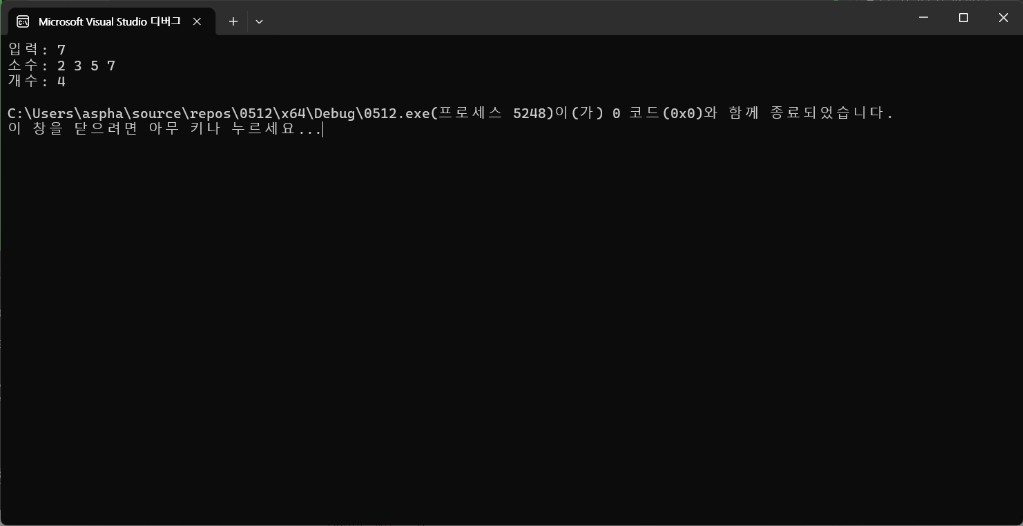 Microsoft Visual Studio 디버그
입력: 7
소수: 2 3 5 7
개수: 4
C:\Users\aspha\source\repos\0512\x64\Debug\0512.exe(프로세스 5248)이(가) 0 코드(0x0)와 함께 종료되었습니다.
이 창을 닫으려면 아무 키나 누르세요...